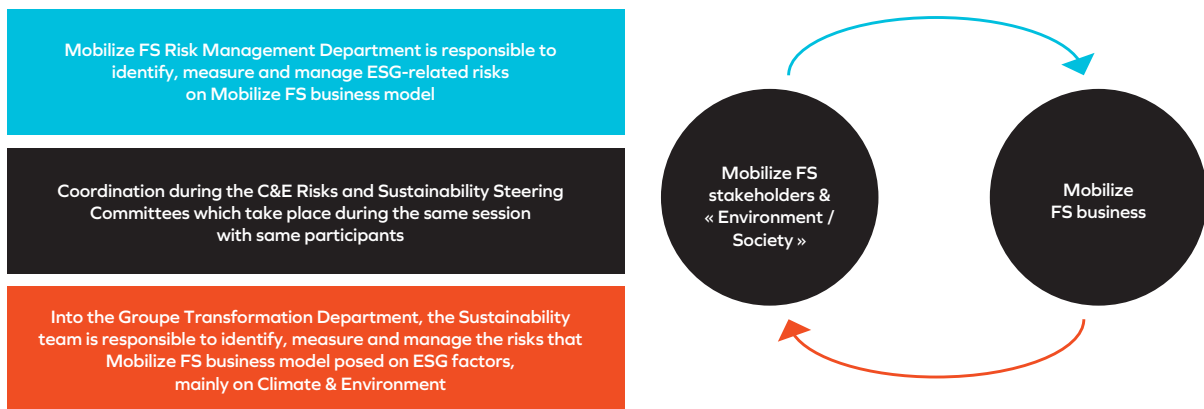 Mobilize FS Risk Management Department is responsible to
identify, measure and manage ESG-related risks
on Mobilize FS business model
Coordination during the C&E Risks and Sustainability Steering
Committees which take place during the same session
with same participants
Into the Groupe Transformation Department, the Sustainability
team is responsible to identify, measure and manage the risks that
Mobilize FS business model posed on ESG factors,
mainly on Climate & Environment
Mobilize FS
stakeholders &
« Environment /
Society »
Mobilize
FS business